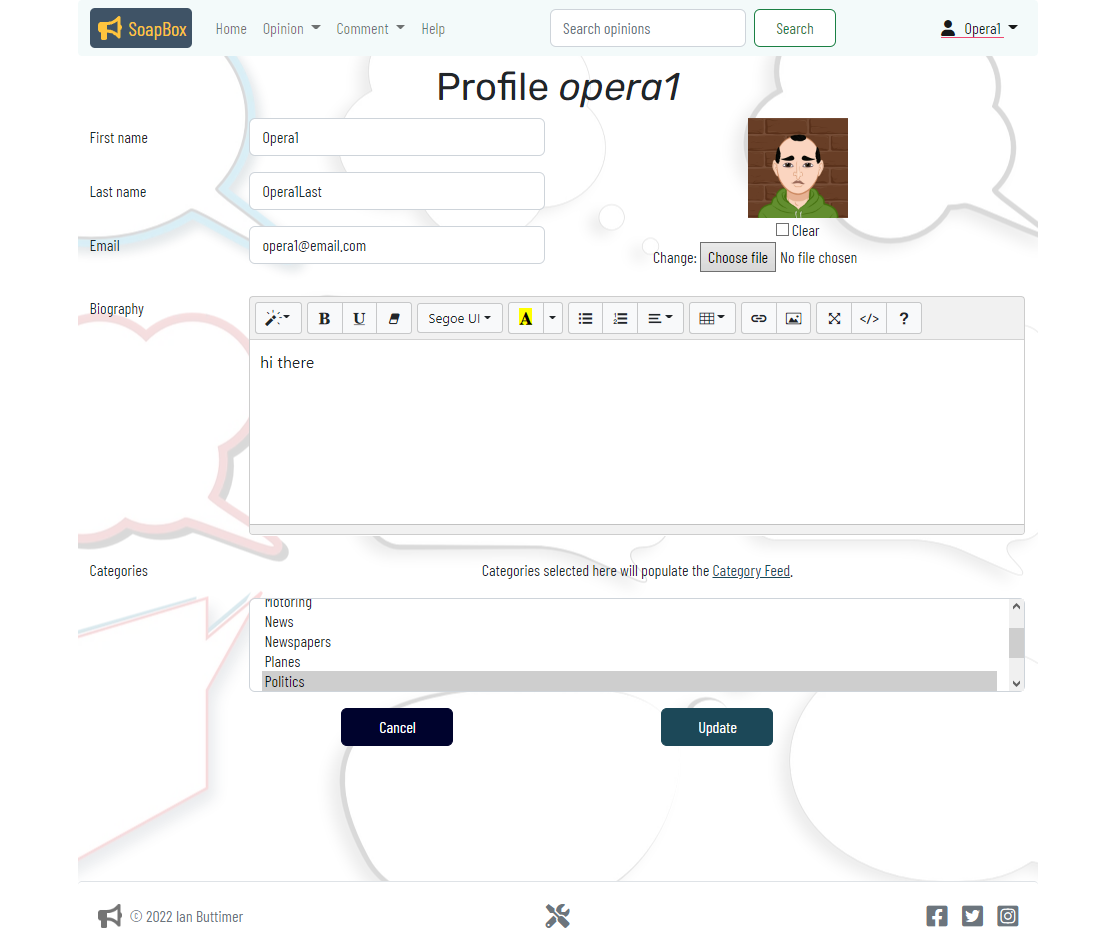 SoapBox Home Opinion Comment Help Search opinions Search Opera1
Profile opera1
First name Opera1
Last name Opera1Last
Clear
Email opera1@email.com
Change: Choose file No file chosen
Biography
B U Segoe UI A </> ?
hi there
Categories Categories selected here will populate the Category Feed.
Motoring
News
Newspapers
Planes
Politics
Cancel Update
© 2022 Ian Buttimer